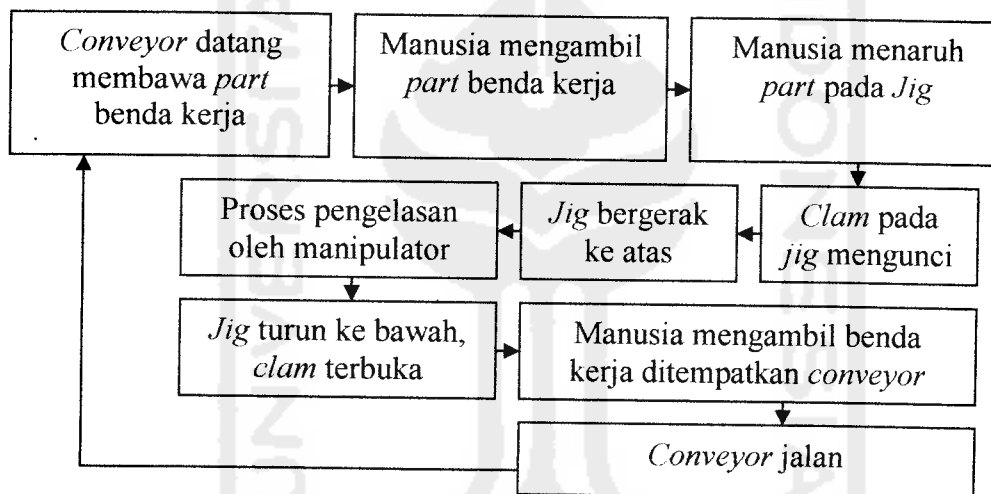 Conveyor datang
membawa part
benda kerja
Manusia mengambil
part benda kerja
Manusia menaruh
part pada Jig
Clam pada
jig mengunci
Jig bergerak
ke atas
Proses pengelasan
oleh manipulator
Jig turun ke bawah,
clam terbuka
Manusia mengambil benda
kerja ditempatkan conveyor
Conveyor jalan